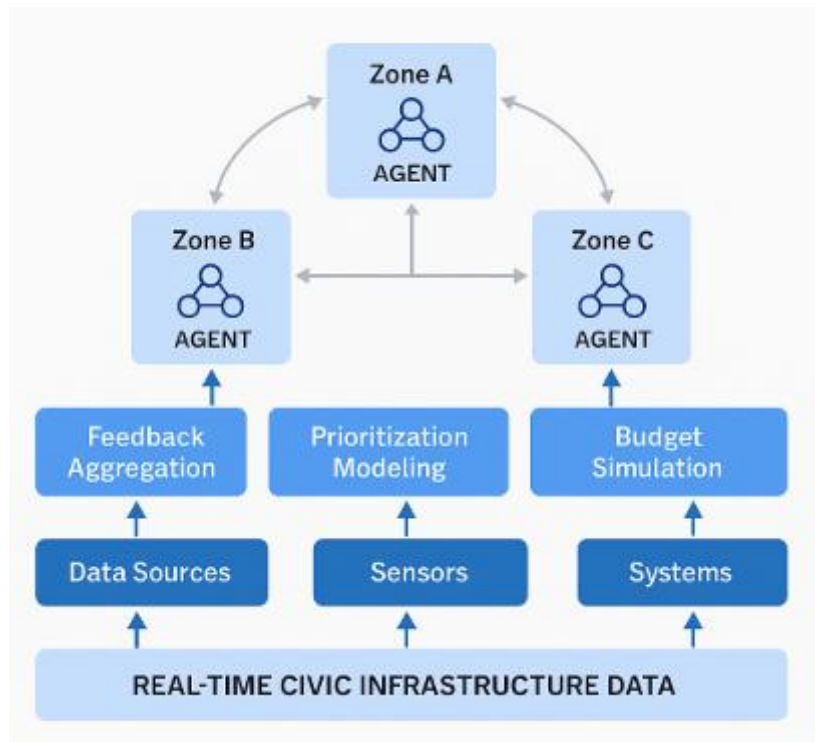 Zone A
AGENT
Zone B
AGENT
Zone C
AGENT
Feedback
Aggregation
Prioritization
Modeling
Budget
Simulation
Data Sources
Sensors
Systems
REAL-TIME CIVIC INFRASTRUCTURE DATA